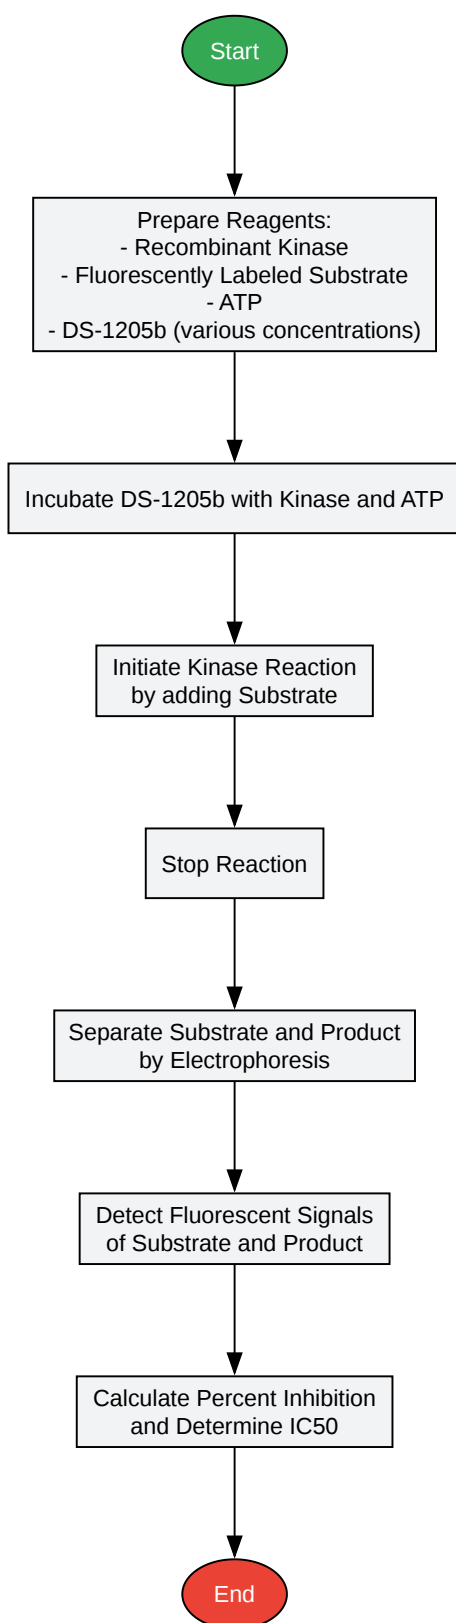 Start
Prepare Reagents:
- Recombinant Kinase
- Fluorescently Labeled Substrate
- ATP
- DS-1205b (various concentrations)
Incubate DS-1205b with Kinase and ATP
Initiate Kinase Reaction
by adding Substrate
Stop Reaction
Separate Substrate and Product
by Electrophoresis
Detect Fluorescent Signals
of Substrate and Product
Calculate Percent Inhibition
and Determine IC50
End